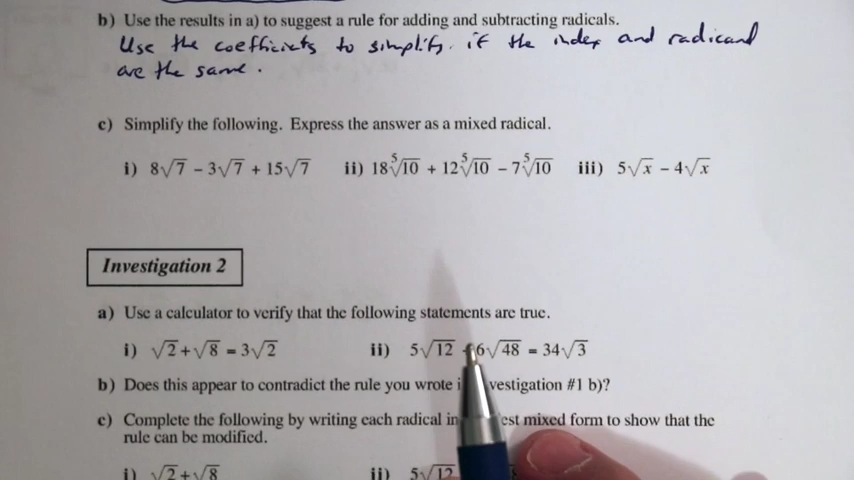 b) Use the results in a) to suggest a rule for adding and subtracting radicals.
Use the coefficients to simplify. if the index and radicand
are the same.
c) Simplify the following. Express the answer as a mixed radical.
i) 8√7 − 3√7 + 15√7 ii) 18⁵√10 + 12⁵√10 − 7⁵√10 iii) 5√x − 4√x
Investigation 2
a) Use a calculator to verify that the following statements are true.
i) √2 + √8 = 3√2 ii) 5√12 6√48 = 34√3
b) Does this appear to contradict the rule you wrote #1 b)?
c) Complete the following by writing each radical in mixed form to show that the
rule can be modified.
i) √2 + √8 ii) 5√12